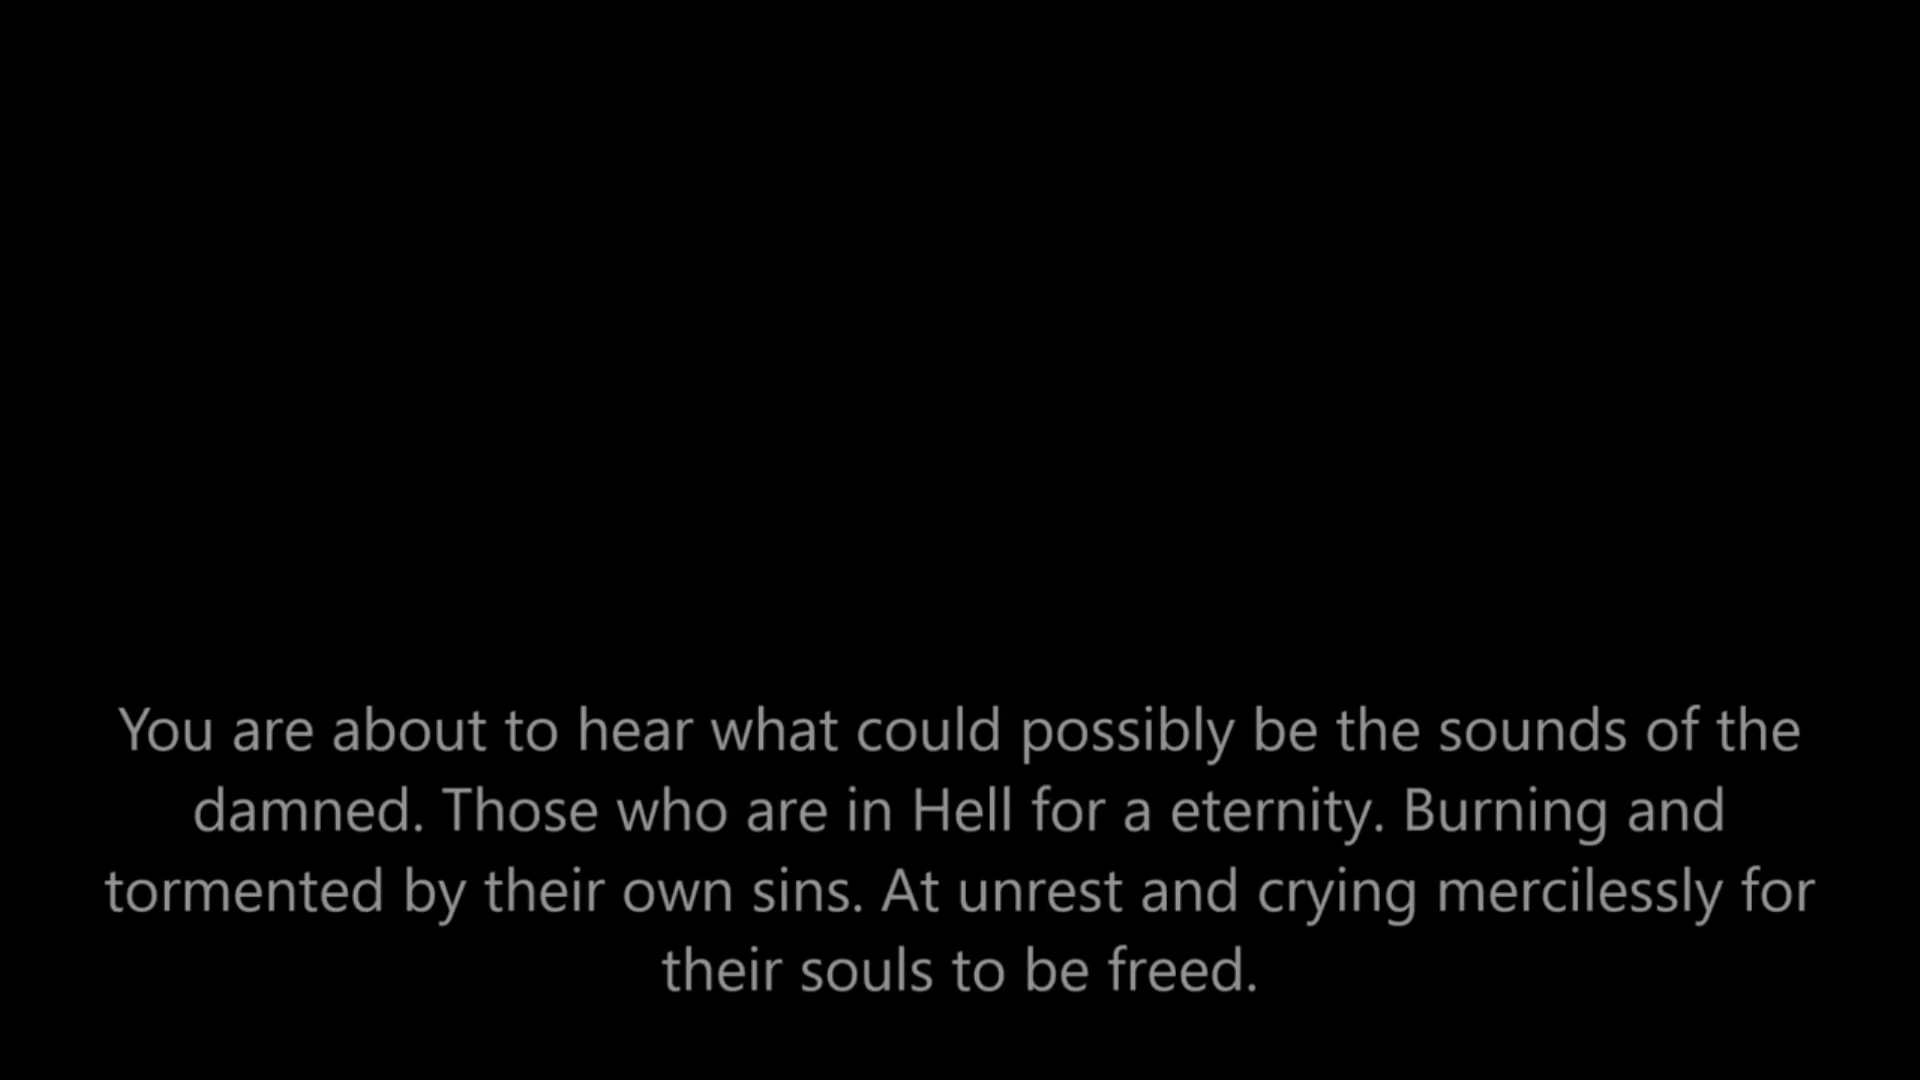 You are about to hear what could possibly be the sounds of the
damned. Those who are in Hell for a eternity. Burning and
tormented by their own sins. At unrest and crying mercilessly for
their souls to be freed.